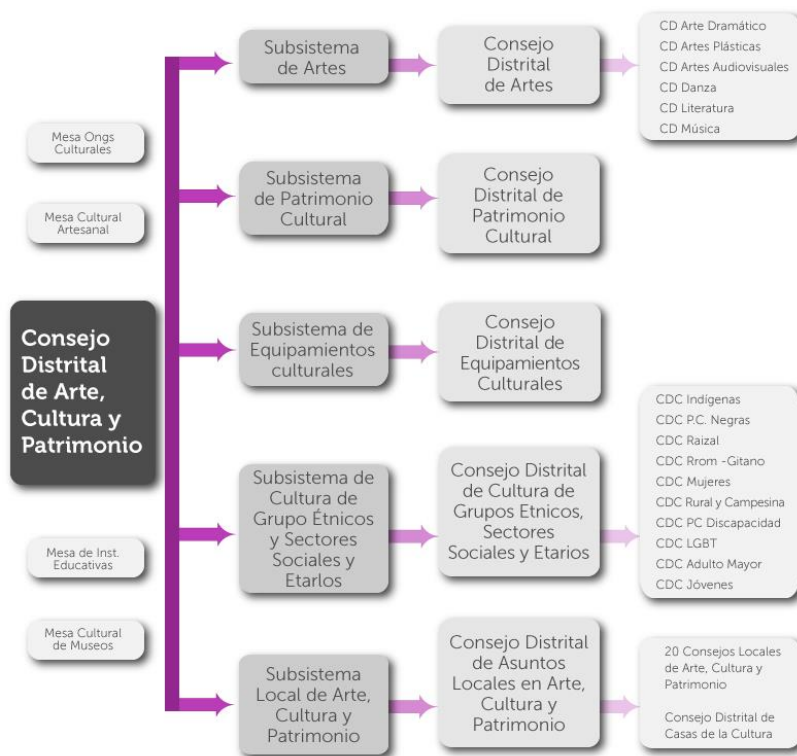 Mesa Ongs
Culturales
Mesa Cultural
Artesanal
Consejo
Distrital
de Arte,
Cultura y
Patrimonio
Mesa de Inst.
Educativas
Mesa Cultural
de Museos
Subsistema
de Artes
Consejo
Distrital
de Artes
CD Arte Dramático
CD Artes Plásticas
CD Artes Audiovisuales
CD Danza
CD Literatura
CD Música
Subsistema
de Patrimonio
Cultural
Consejo
Distrital de
Patrimonio
Cultural
Subsistema de
Equipamientos
culturales
Consejo
Distrital de
Equipamientos
Culturales
Subsistema de
Cultura de
Grupo Étnicos
y Sectores
Sociales y
Etarlos
Consejo Distrital
de Cultura de
Grupos Etnicos,
Sectores
Sociales y Etarios
CDC Indígenas
CDC P.C. Negras
CDC Raizal
CDC Rrom -Gitano
CDC Mujeres
CDC Rural y Campesina
CDC PC Discapacidad
CDC LGBT
CDC Adulto Mayor
CDC Jóvenes
Subsistema
Local de Arte,
Cultura y
Patrimonio
Consejo Distrital
de Asuntos
Locales en Arte,
Cultura y
Patrimonio
20 Consejos Locales
de Arte, Cultura y
Patrimonio
Consejo Distrital de
Casas de la Cultura